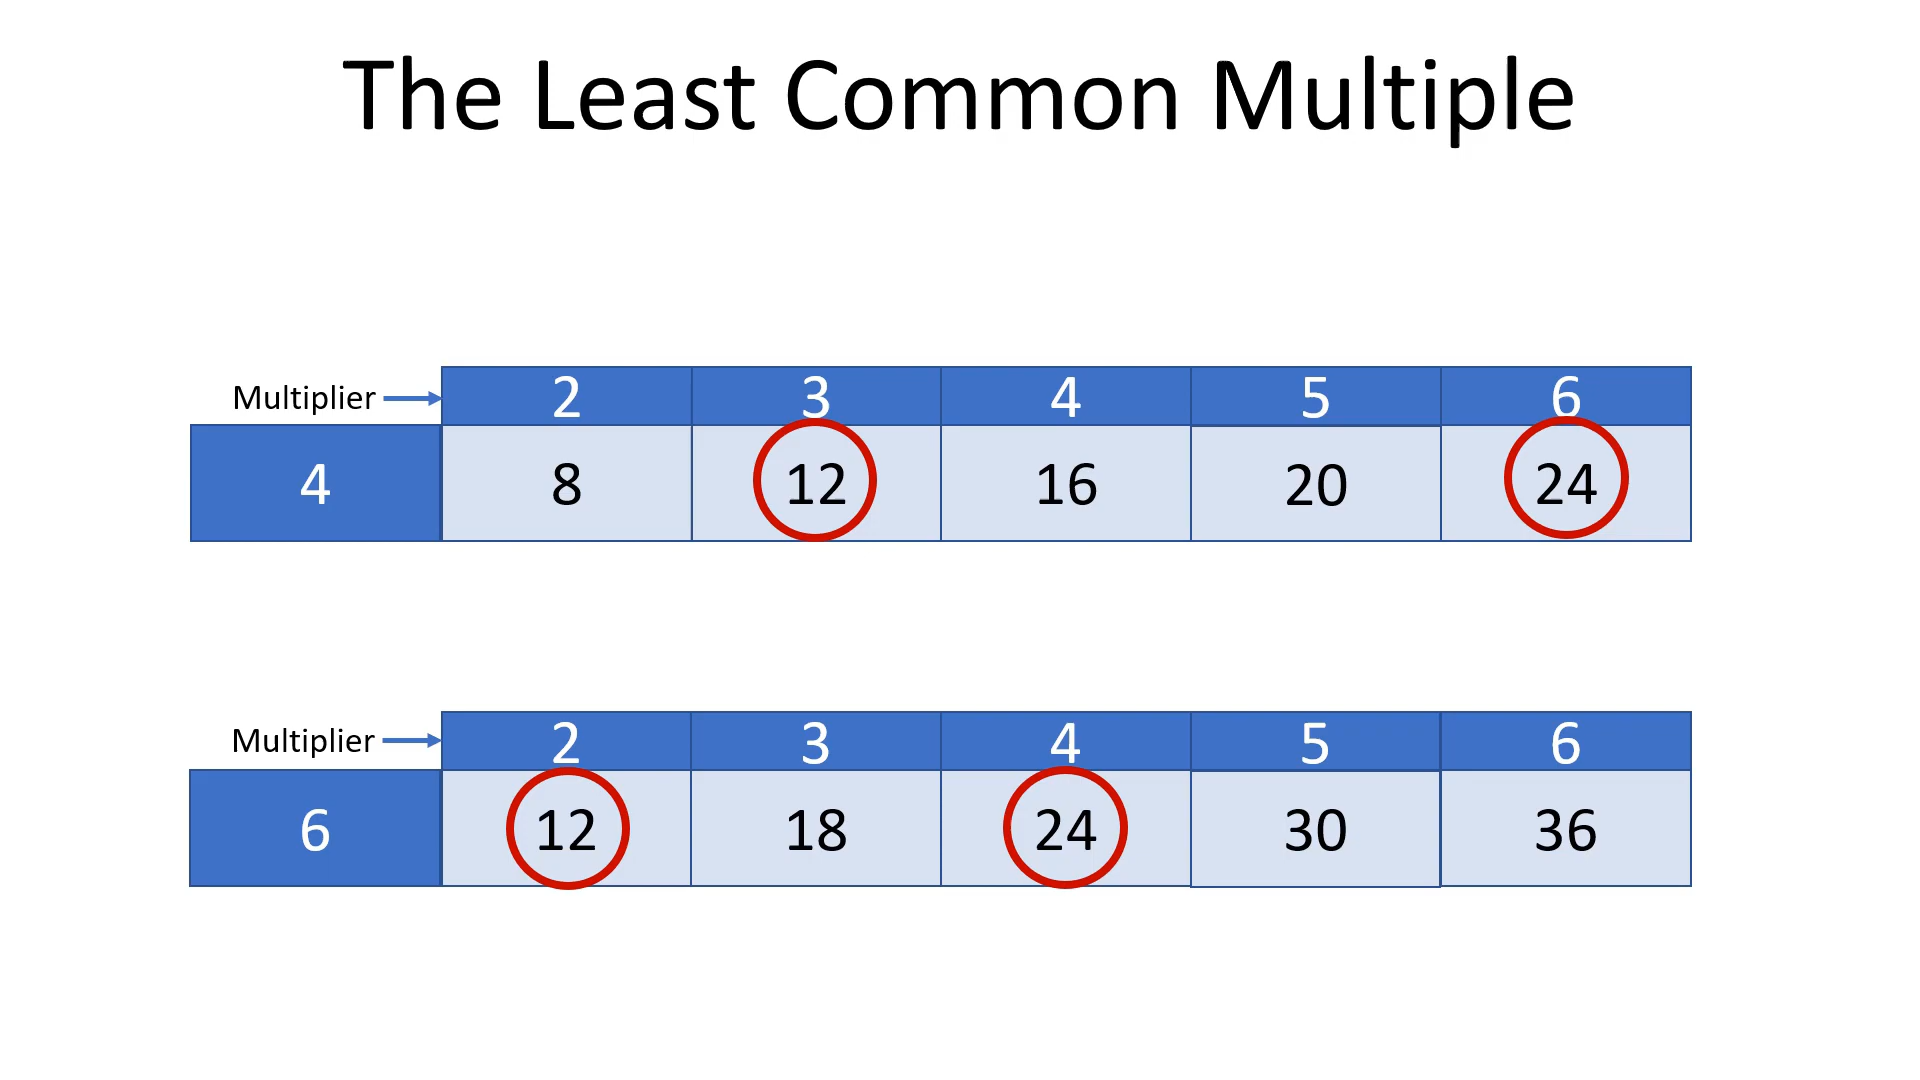 The Least Common Multiple
Multiplier 2 3 4 5 6
4 8 12 16 20 24
Multiplier 2 3 4 5 6
6 12 18 24 30 36